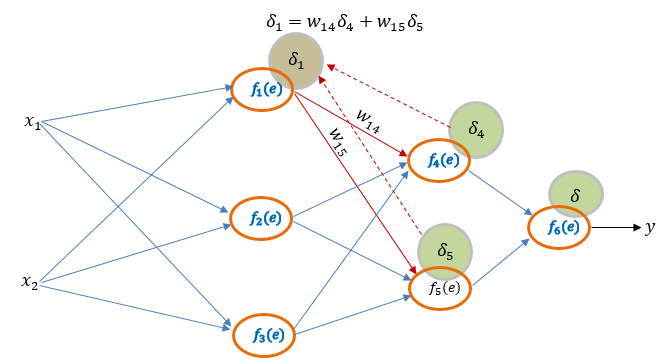 δ₁ = w₁₄δ₄ + w₁₅δ₅
δ₁
f₁(e)
x₁
w₁₄
w₁₅
δ₄
f₄(e)
δ
f₂(e)
f₆(e)
y
δ₅
x₂
f₅(e)
f₃(e)